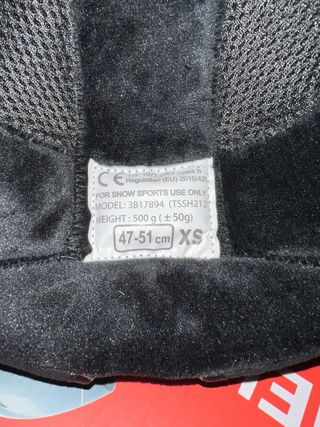 CE
Regulation (EU) 2016/425
FOR SNOW SPORTS USE ONLY
MODEL: 3B17894 (TSSH212
WEIGHT: 500 g ( ± 50g)
47-51 cm XS